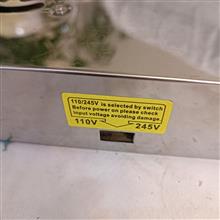 110/245V is selected by switch
Before power on please check
input voltage avoiding damage.
110V 245V